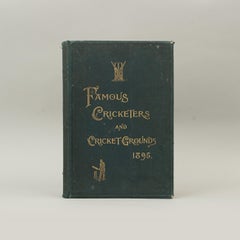 FAMOUS
CRICKETERS
AND
CRICKET GROUNDS
1895.